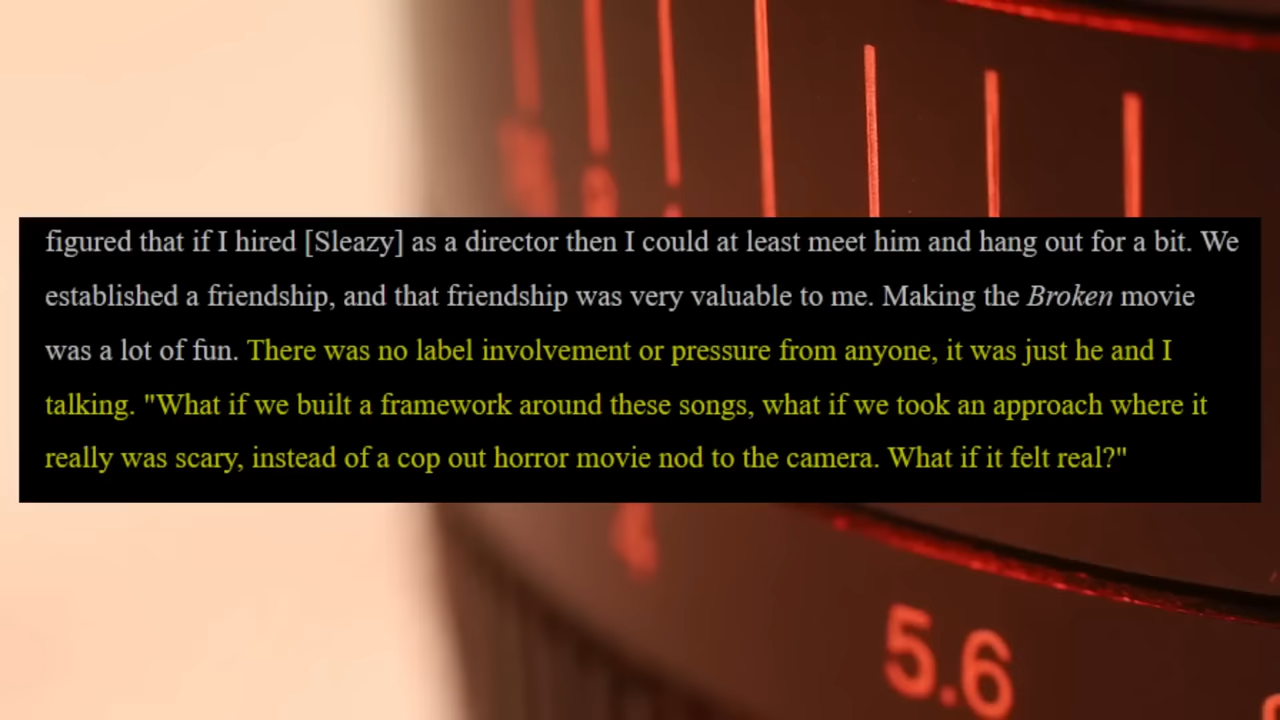 figured that if I hired [Sleazy] as a director then I could at least meet him and hang out for a bit. We
established a friendship, and that friendship was very valuable to me. Making the Broken movie
was a lot of fun. There was no label involvement or pressure from anyone, it was just he and I
talking. "What if we built a framework around these songs, what if we took an approach where it
really was scary, instead of a cop out horror movie nod to the camera. What if it felt real?"
5.6